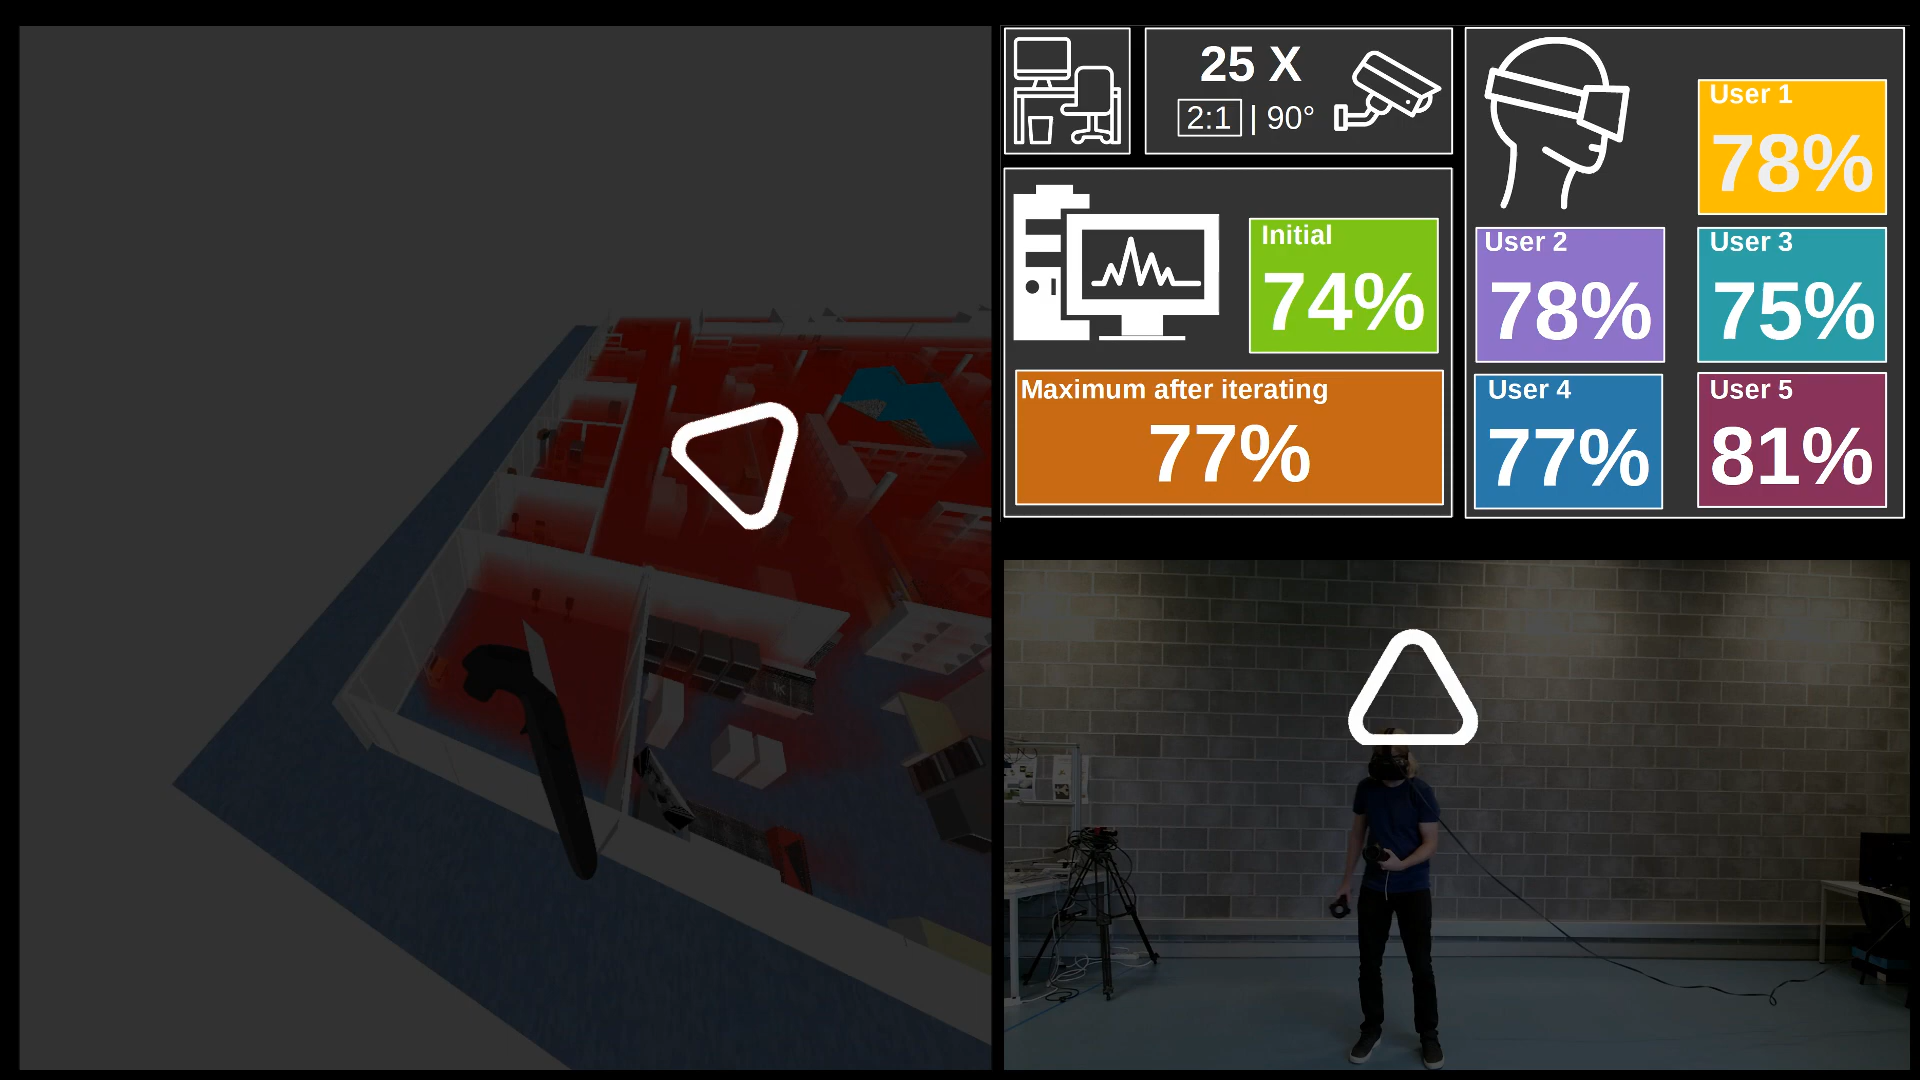 25 X
2:1 | 90°
Initial
74%
Maximum after iterating
77%
User 1
78%
User 2
78%
User 3
75%
User 4
77%
User 5
81%